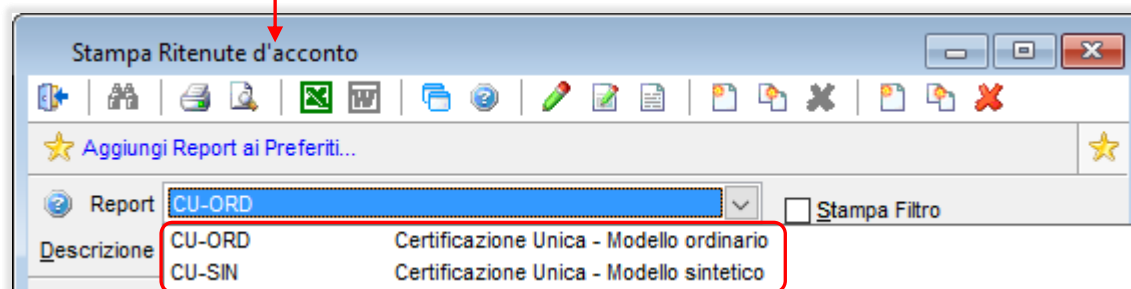 Stampa Ritenute d'acconto
Aggiungi Report ai Preferiti...
Report CU-ORD Stampa Filtro
Descrizione
CU-ORD Certificazione Unica - Modello ordinario
CU-SIN Certificazione Unica - Modello sintetico